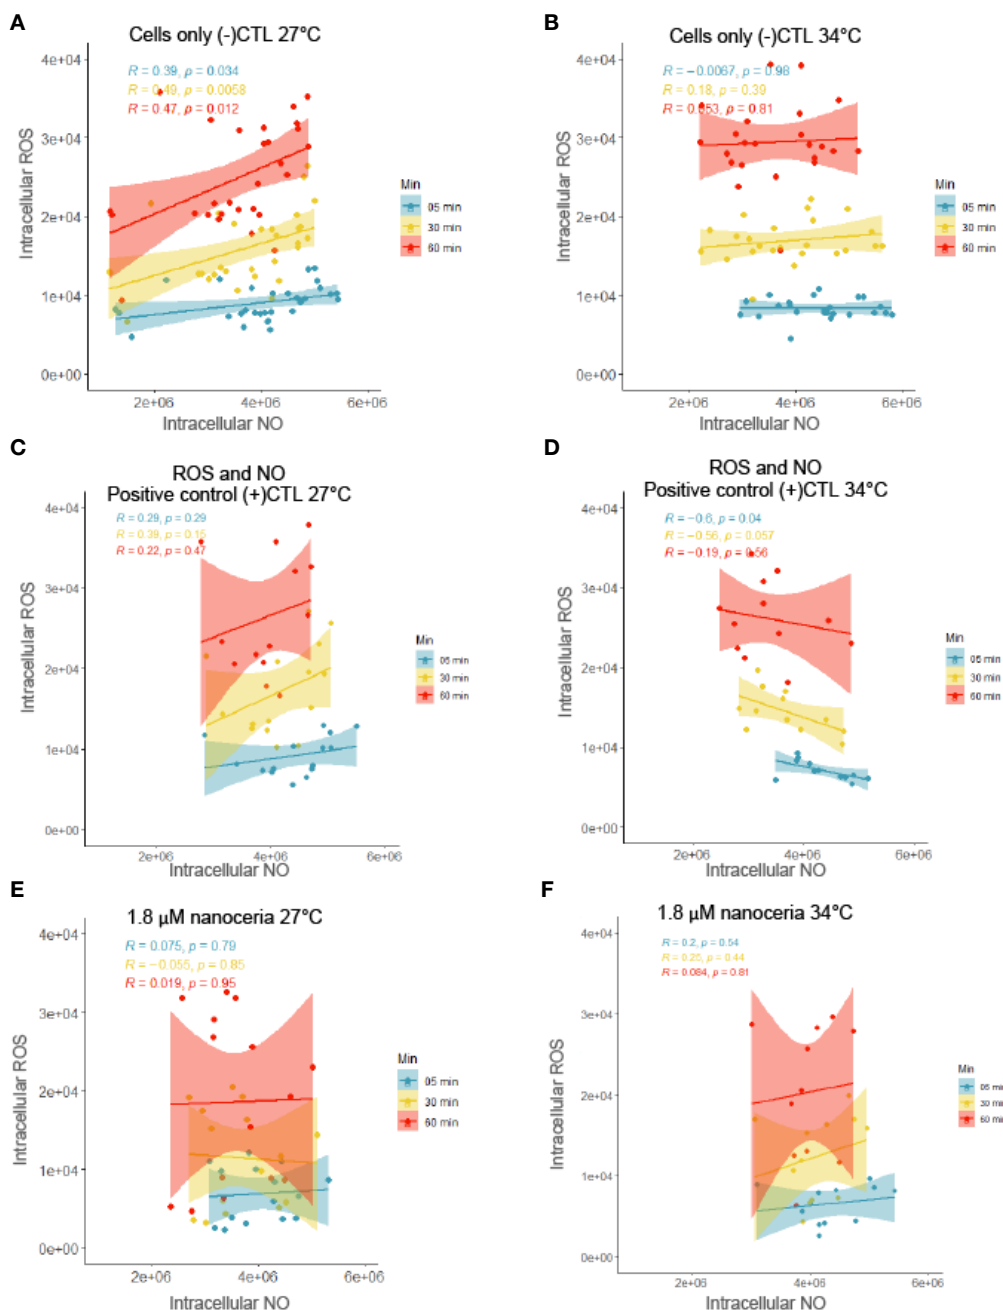 A
Cells only (-)CTL 27°C
R = 0.39, p = 0.034
R = 0.49, p = 0.0058
R = 0.47, p = 0.012
4e+04
3e+04
2e+04
1e+04
0e+00
Intracellular ROS
2e+06 4e+06 6e+06
Intracellular NO
Min
05 min
30 min
60 min
B
Cells only (-)CTL 34°C
R = −0.0067, p = 0.98
R = 0.18, p = 0.39
R = 0.053, p = 0.81
4e+04
3e+04
2e+04
1e+04
0e+00
Intracellular ROS
2e+06 4e+06 6e+06
Intracellular NO
Min
05 min
30 min
60 min
C
ROS and NO
Positive control (+)CTL 27°C
R = 0.29, p = 0.29
R = 0.39, p = 0.15
R = 0.22, p = 0.47
4e+04
3e+04
2e+04
1e+04
0e+00
Intracellular ROS
2e+06 4e+06 6e+06
Intracellular NO
Min
05 min
30 min
60 min
D
ROS and NO
Positive control (+)CTL 34°C
R = −0.6, p = 0.04
R = −0.56, p = 0.057
R = −0.19, p = 0.56
4e+04
3e+04
2e+04
1e+04
0e+00
Intracellular ROS
2e+06 4e+06 6e+06
Intracellular NO
Min
05 min
30 min
60 min
E
1.8 µM nanoceria 27°C
R = 0.075, p = 0.79
R = −0.055, p = 0.85
R = 0.019, p = 0.95
4e+04
3e+04
2e+04
1e+04
0e+00
Intracellular ROS
2e+06 4e+06 6e+06
Intracellular NO
Min
05 min
30 min
60 min
F
1.8 µM nanoceria 34°C
R = 0.2, p = 0.54
R = 0.25, p = 0.44
R = 0.084, p = 0.81
4e+04
3e+04
2e+04
1e+04
0e+00
Intracellular ROS
2e+06 4e+06 6e+06
Intracellular NO
Min
05 m
30 m
60 m